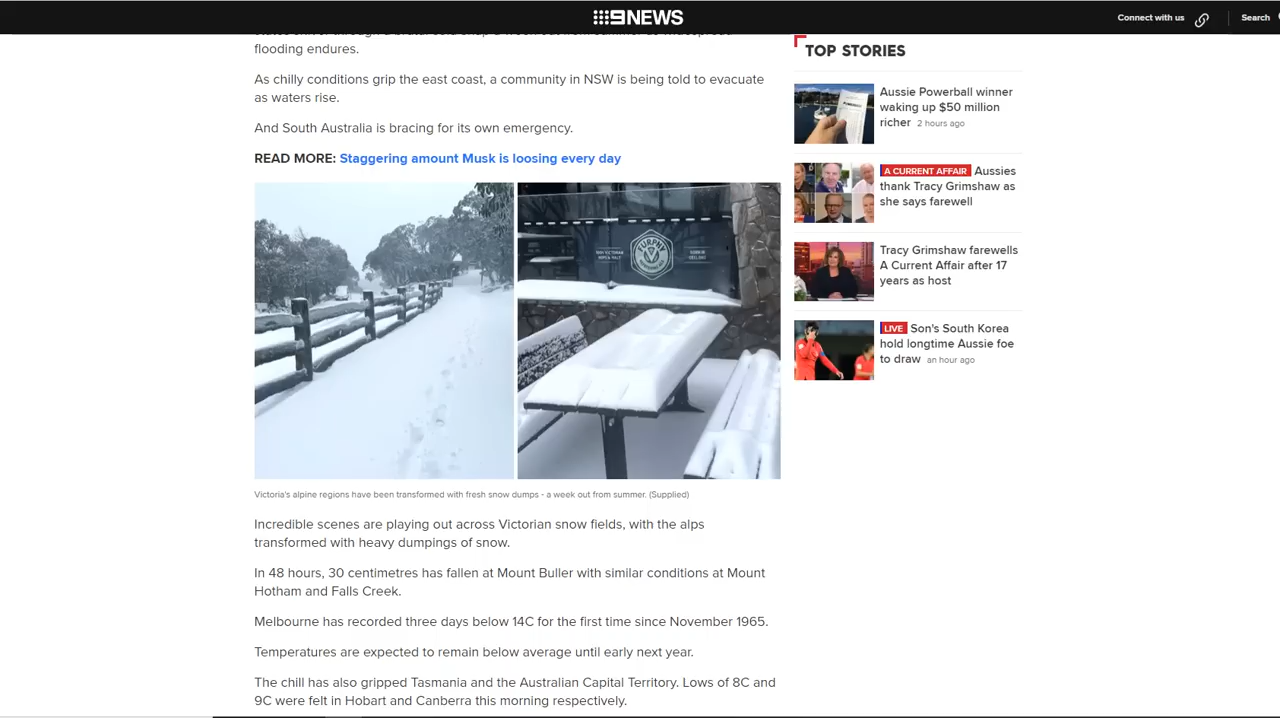 9NEWS
Connect with us
Search
flooding endures.
As chilly conditions grip the east coast, a community in NSW is being told to evacuate
as waters rise.
And South Australia is bracing for its own emergency.
READ MORE: Staggering amount Musk is loosing every day
TURPHY
Victoria's alpine regions have been transformed with fresh snow dumps - a week out from summer. (Supplied)
Incredible scenes are playing out across Victorian snow fields, with the alps
transformed with heavy dumpings of snow.
In 48 hours, 30 centimetres has fallen at Mount Buller with similar conditions at Mount
Hotham and Falls Creek.
Melbourne has recorded three days below 14C for the first time since November 1965.
Temperatures are expected to remain below average until early next year.
The chill has also gripped Tasmania and the Australian Capital Territory. Lows of 8C and
9C were felt in Hobart and Canberra this morning respectively.
TOP STORIES
Aussie Powerball winner
waking up $50 million
richer 2 hours ago
A CURRENT AFFAIR Aussies
thank Tracy Grimshaw as
she says farewell
Tracy Grimshaw farewells
A Current Affair after 17
years as host
LIVE Son's South Korea
hold longtime Aussie foe
to draw an hour ago